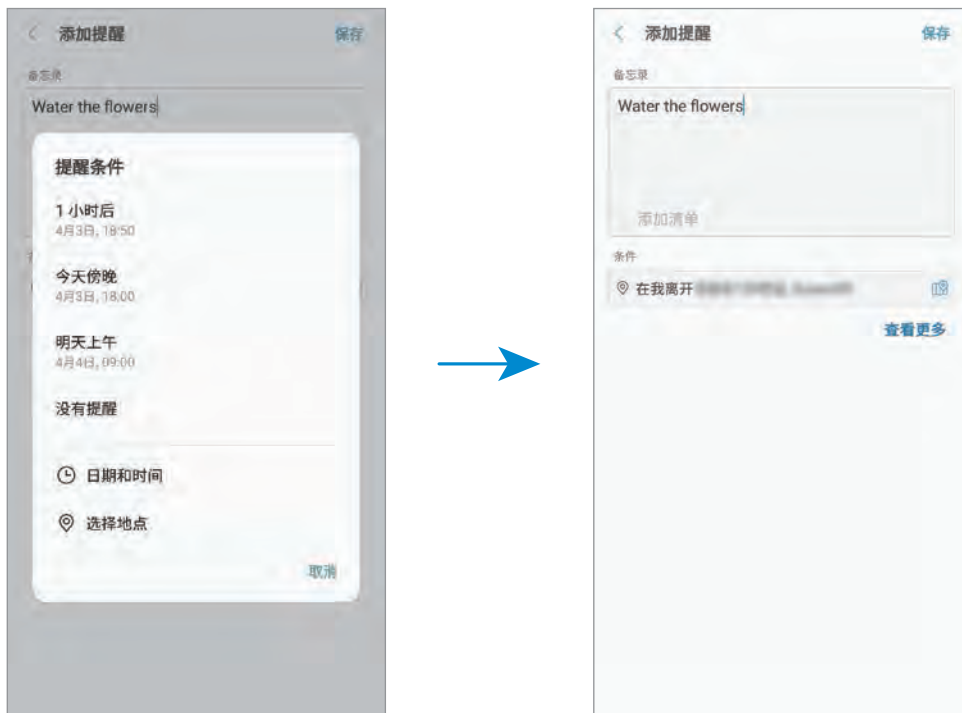 添加提醒
保存
备忘录
Water the flowers
提醒条件
1 小时后
4月3日, 18:50
今天傍晚
4月3日, 18:00
明天上午
4月4日, 09:00
没有提醒
日期和时间
选择地点
取消
添加提醒
保存
备忘录
Water the flowers
添加清单
条件
在我离开
查看更多